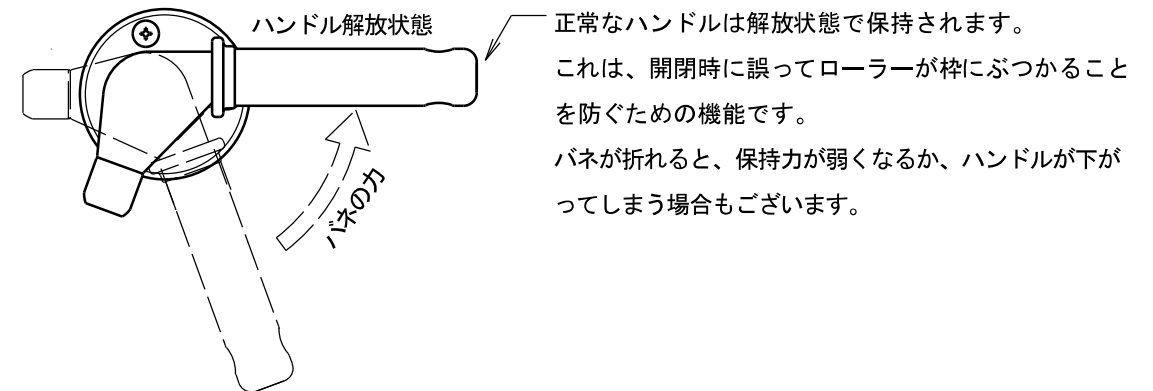 ハンドル解放状態
正常なハンドルは解放状態で保持されます。
これは、開閉時に誤ってローラーが枠にぶつかること
を防ぐための機能です。
バネが折れると、保持力が弱くなるか、ハンドルが下が
ってしまう場合もございます。
バネの力